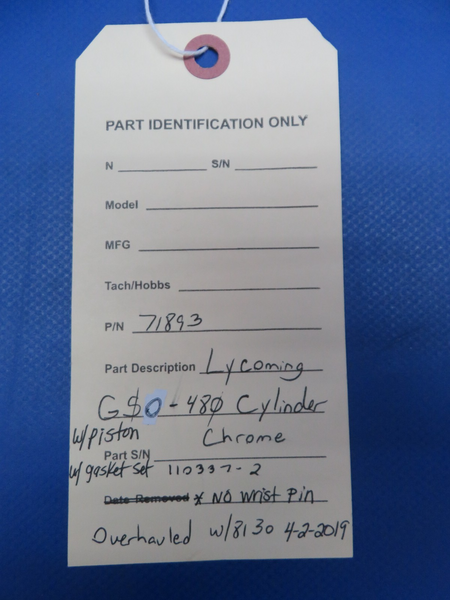 PART IDENTIFICATION ONLY
N S/N
Model
MFG
Tach/Hobbs
P/N 71893
Part Description Lycoming
GSO-480 Cylinder
w/piston Chrome
Part S/N
w/gasket set 110337-2
Date Removed * NO Wrist Pin
Overhauled w/8130 4-2-2019